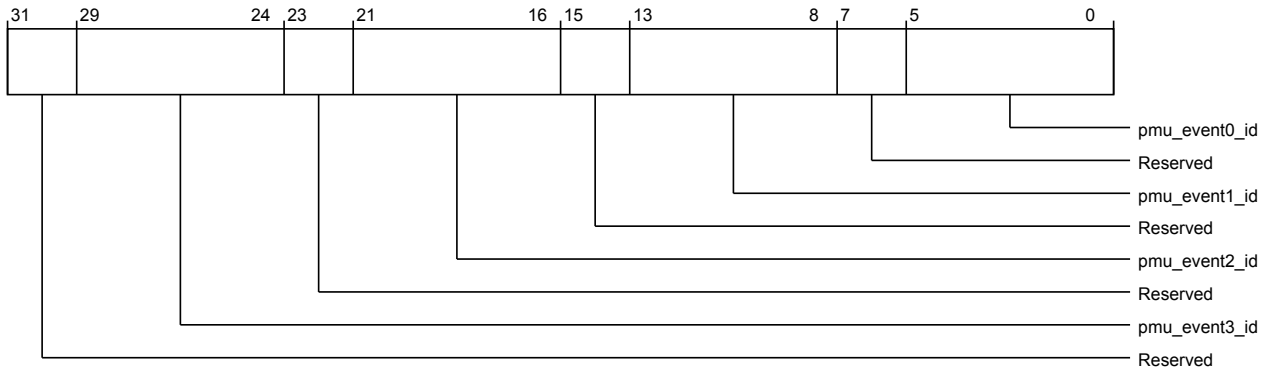 31 29 24 23 21 16 15 13 8 7 5 0
pmu_event0_id
Reserved
pmu_event1_id
Reserved
pmu_event2_id
Reserved
pmu_event3_id
Reserved